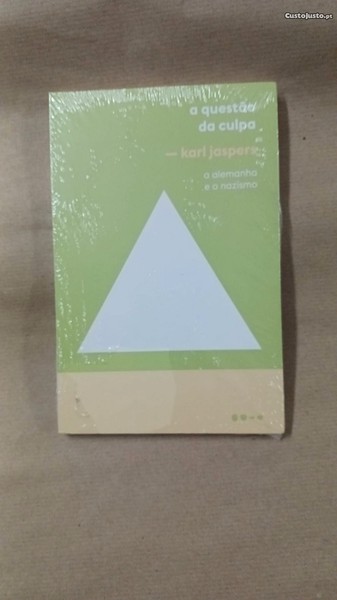 CustoJusto.pt
a questão
da culpa
— karl jaspers
a alemanha
e o nazismo